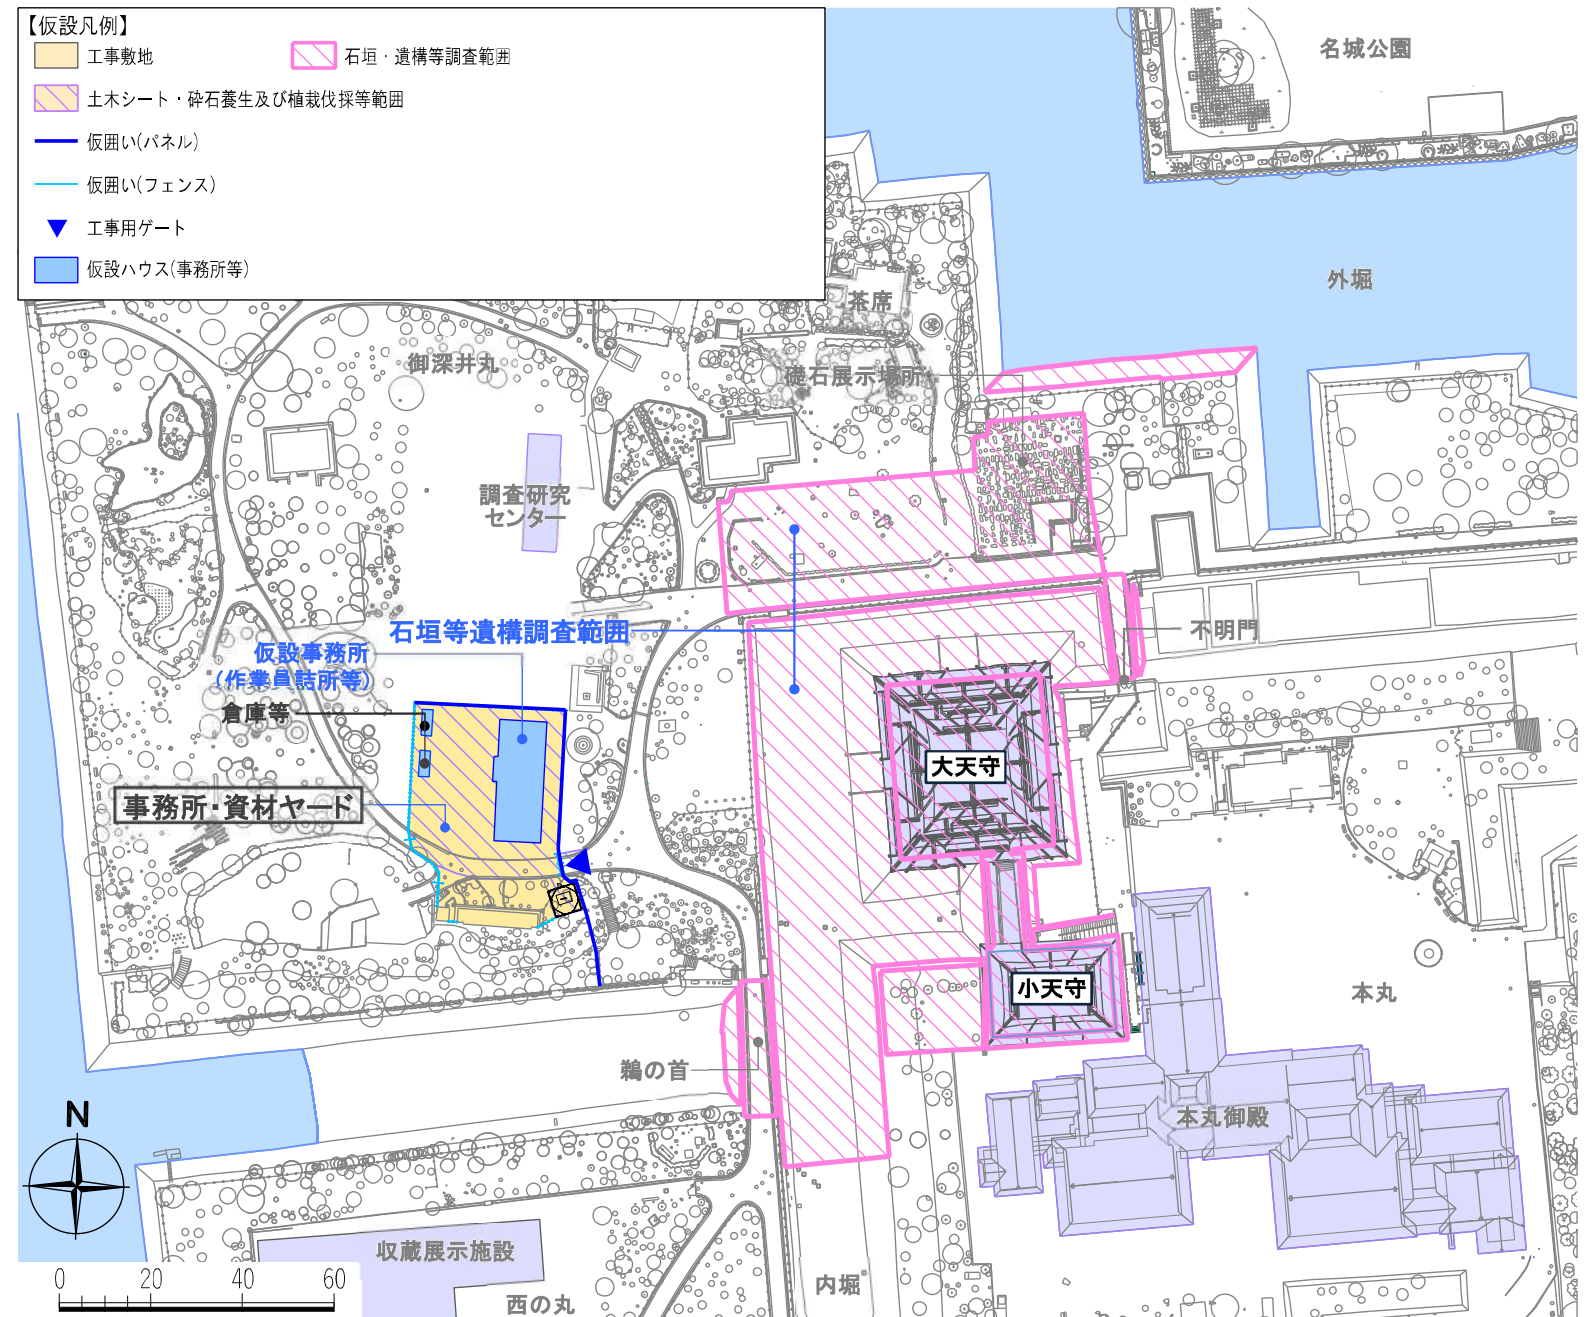 【仮設凡例】
工事敷地
石垣・遺構等調査範囲
土木シート・砕石養生及び植栽伐採等範囲
仮囲い(パネル)
仮囲い(フェンス)
工事用ゲート
仮設ハウス(事務所等)
名城公園
外堀
茶席
御深井丸
礎石展示場所
調査研究
センター
石垣等遺構調査範囲
不明門
仮設事務所
(作業員詰所等)
倉庫等
大天守
事務所・資材ヤード
小天守
本丸
鵜の首
本丸御殿
N
収蔵展示施設
西の丸
内堀
0 20 40 60